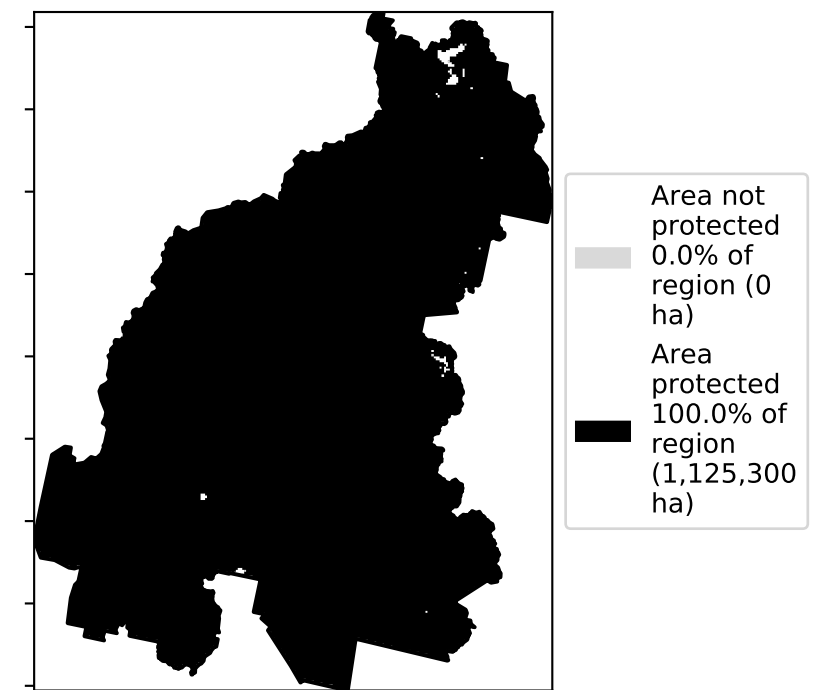 Area not
protected
0.0% of
region (0
ha)
Area
protected
100.0% of
region
(1,125,300
ha)